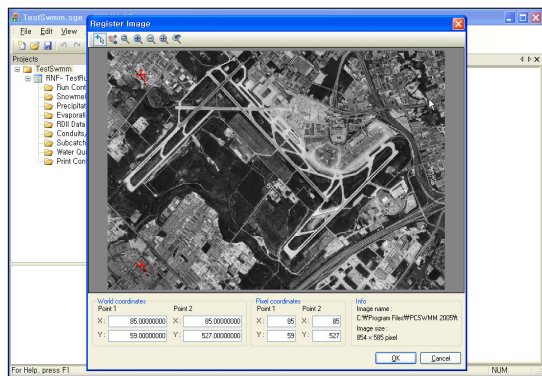 TestSwmm.sge
Register Image
File Edit View
Projects
TestSwmm
RNF- TestRu
Run Cont
Snowmel
Precipitat
Evaporati
RDII Data
Conduits,
Subcatch
Water Qu
Print Con
World coordinates
Point 1 Point 2
X: 85.00000000 X: 85.00000000
Y: 59.00000000 Y: 527.00000000
Pixel coordinates
Point 1 Point 2
X: 85 X: 85
Y: 59 Y: 527
Info
Image name :
C:₩Program Files₩PCSWMM 2005₩t
Image size :
854 × 585 pixel
OK Cancel
For Help, press F1
NUM